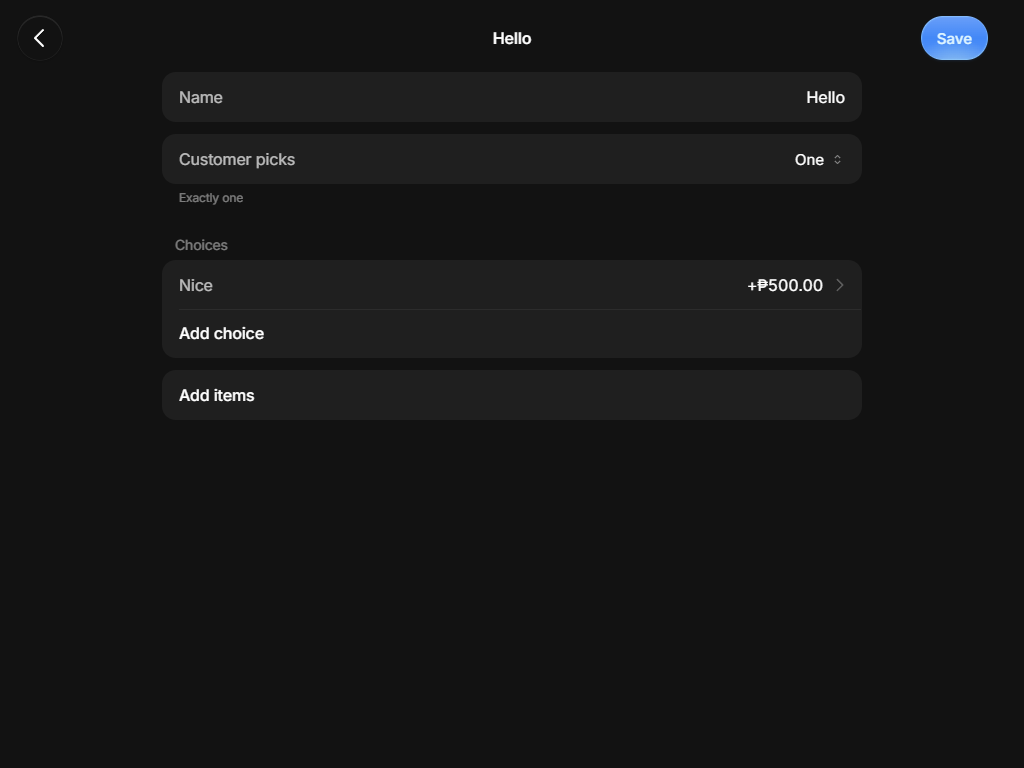 Hello
Save
Name
Hello
Customer picks
One
Exactly one
Choices
Nice
+₱500.00
Add choice
Add items